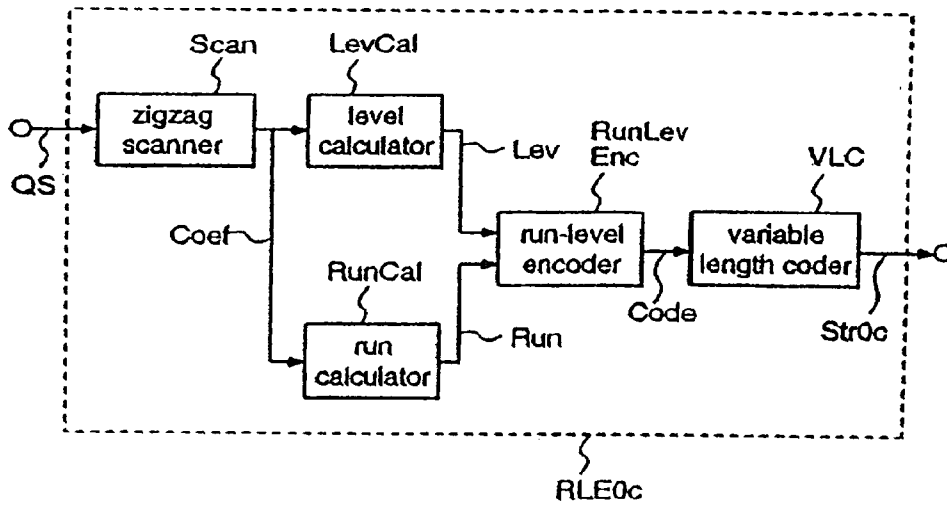 Scan
LevCal
zigzag
scanner
level
calculator
Lev
RunLev
Enc
VLC
QS
Coef
run-level
encoder
variable
length coder
RunCal
Code
Str0c
run
calculator
Run
RLE0c